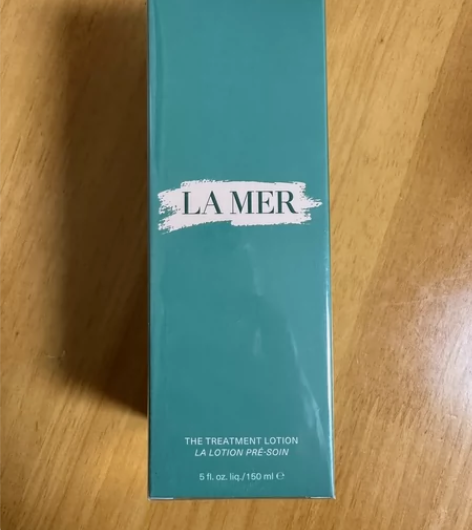 LA MER
THE TREATMENT LOTION
LA LOTION PRÉ-SOIN
5 fl. oz. liq./150 ml ℮